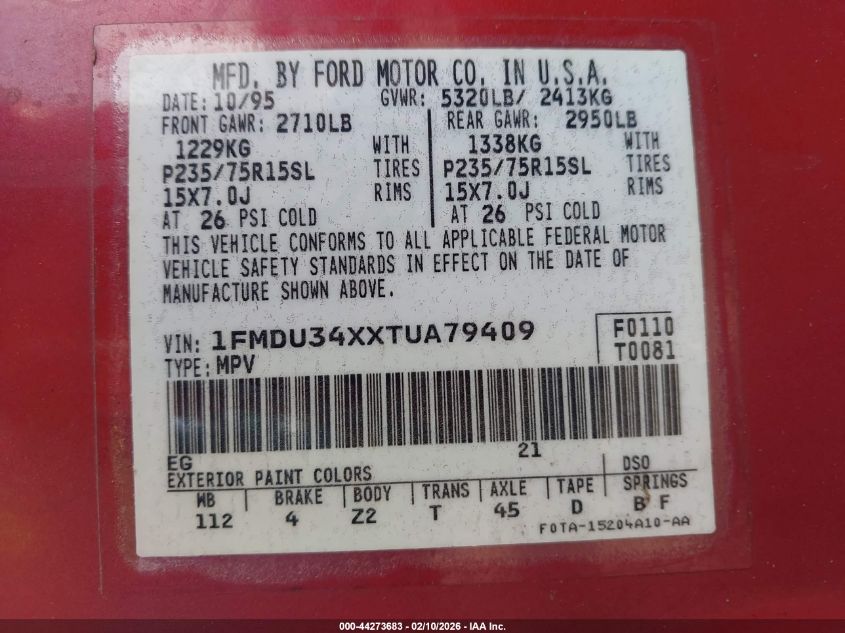 MFD. BY FORD MOTOR CO. IN U.S.A.
DATE: 10/95 GVWR: 5320LB/ 2413KG
FRONT GAWR: 2710LB REAR GAWR: 2950LB
1229KG WITH 1338KG WITH
P235/75R15SL TIRES P235/75R15SL TIRES
15X7.0J RIMS 15X7.0J RIMS
AT 26 PSI COLD AT 26 PSI COLD
THIS VEHICLE CONFORMS TO ALL APPLICABLE FEDERAL MOTOR
VEHICLE SAFETY STANDARDS IN EFFECT ON THE DATE OF
MANUFACTURE SHOWN ABOVE.
VIN: 1FMDU34XXTUA79409 F0110
TYPE: MPV T0081
EG 21
EXTERIOR PAINT COLORS DSO
WB BRAKE BODY TRANS AXLE TAPE SPRINGS
112 4 Z2 T 45 D B F
F0TA-15204A10-AA
000-44273683 - 02/10/2026 - IAA Inc.